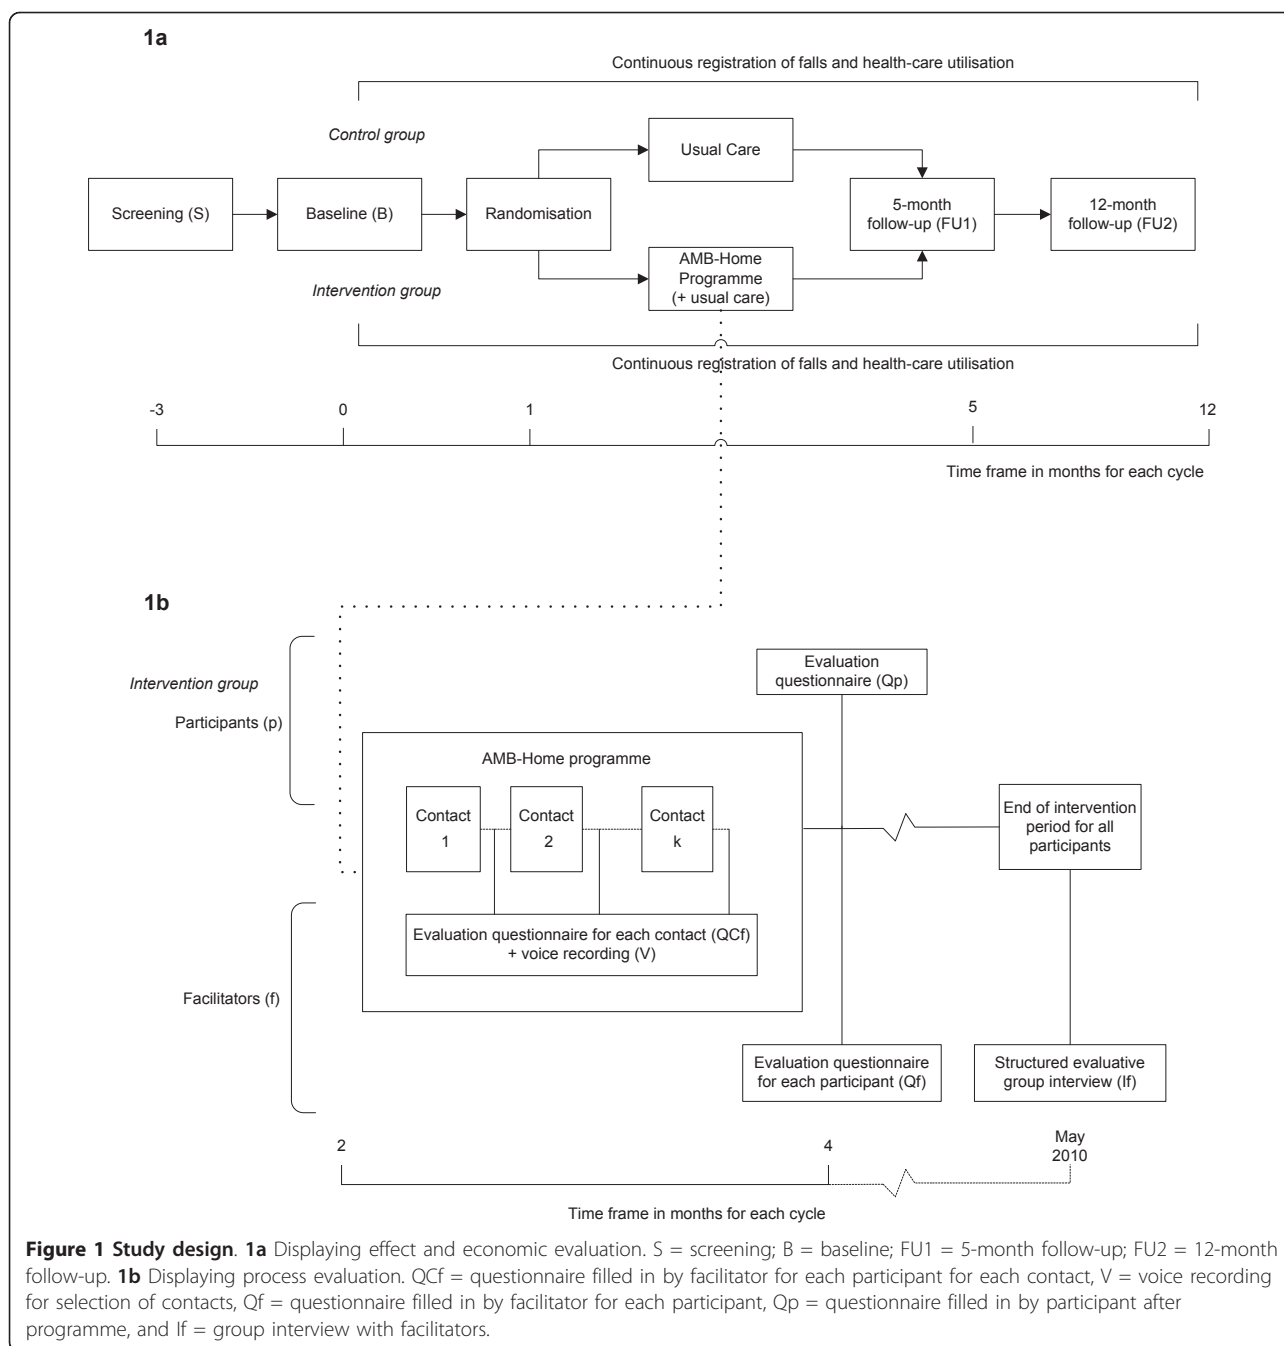 1a
Continuous registration of falls and health-care utilisation
Control group
Usual Care
Screening (S)
Baseline (B)
Randomisation
5-month
follow-up (FU1)
12-month
follow-up (FU2)
AMB-Home
Programme
(+ usual care)
Intervention group
Continuous registration of falls and health-care utilisation
-3
0
1
5
12
Time frame in months for each cycle
1b
Intervention group
Participants (p)
Evaluation
questionnaire (Qp)
AMB-Home programme
Contact
1
Contact
2
Contact
k
End of intervention
period for all
participants
Evaluation questionnaire for each contact (QCf)
+ voice recording (V)
Facilitators (f)
Evaluation questionnaire
for each participant (Qf)
Structured evaluative
group interview (If)
2
4
May
2010
Time frame in months for each cycle
Figure 1 Study design. 1a Displaying effect and economic evaluation. S = screening; B = baseline; FU1 = 5-month follow-up; FU2 = 12-month
follow-up. 1b Displaying process evaluation. QCf = questionnaire filled in by facilitator for each participant for each contact, V = voice recording
for selection of contacts, Qf = questionnaire filled in by facilitator for each participant, Qp = questionnaire filled in by participant after
programme, and If = group interview with facilitators.